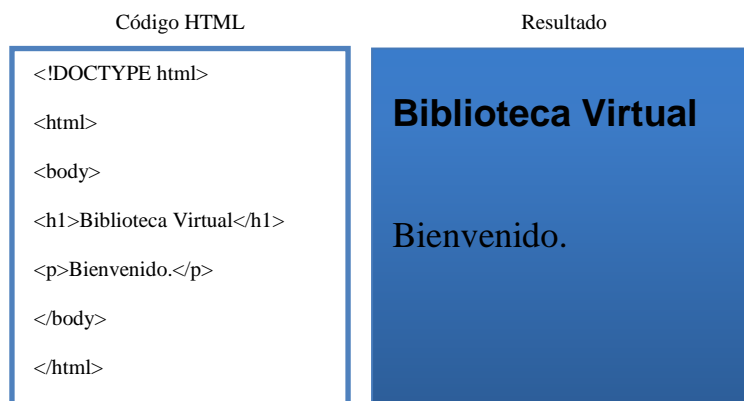 Código HTML
<!DOCTYPE html>
<html>
<body>
<h1>Biblioteca Virtual</h1>
<p>Bienvenido.</p>
</body>
</html>
Resultado
Biblioteca Virtual
Bienvenido.